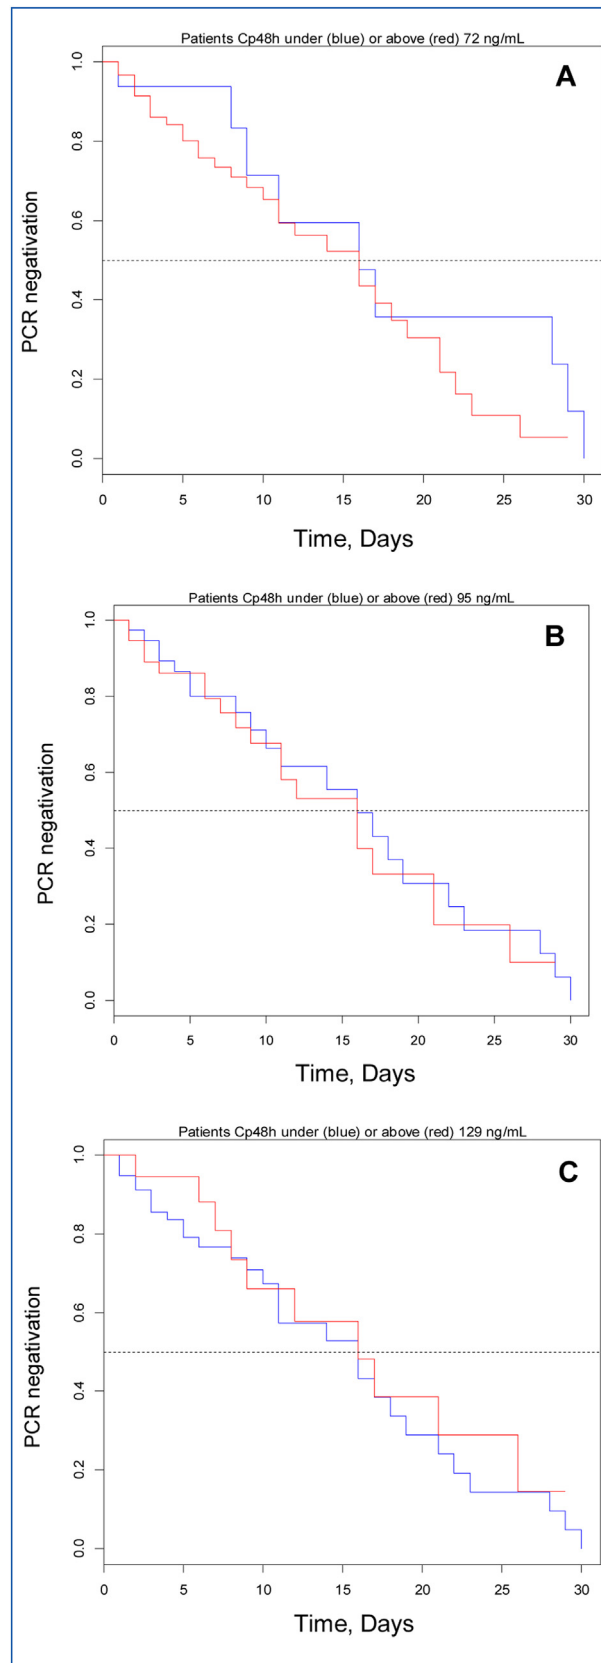 Patients Cp48h under (blue) or above (red) 72 ng/mL
A
PCR negativation
1.0
0.8
0.6
0.4
0.2
0.0
0 5 10 15 20 25 30
Time, Days
Patients Cp48h under (blue) or above (red) 95 ng/mL
B
PCR negativation
1.0
0.8
0.6
0.4
0.2
0.0
0 5 10 15 20 25 30
Time, Days
Patients Cp48h under (blue) or above (red) 129 ng/mL
C
PCR negativation
1.0
0.8
0.6
0.4
0.2
0.0
0 5 10 15 20 25 30
Time, Days